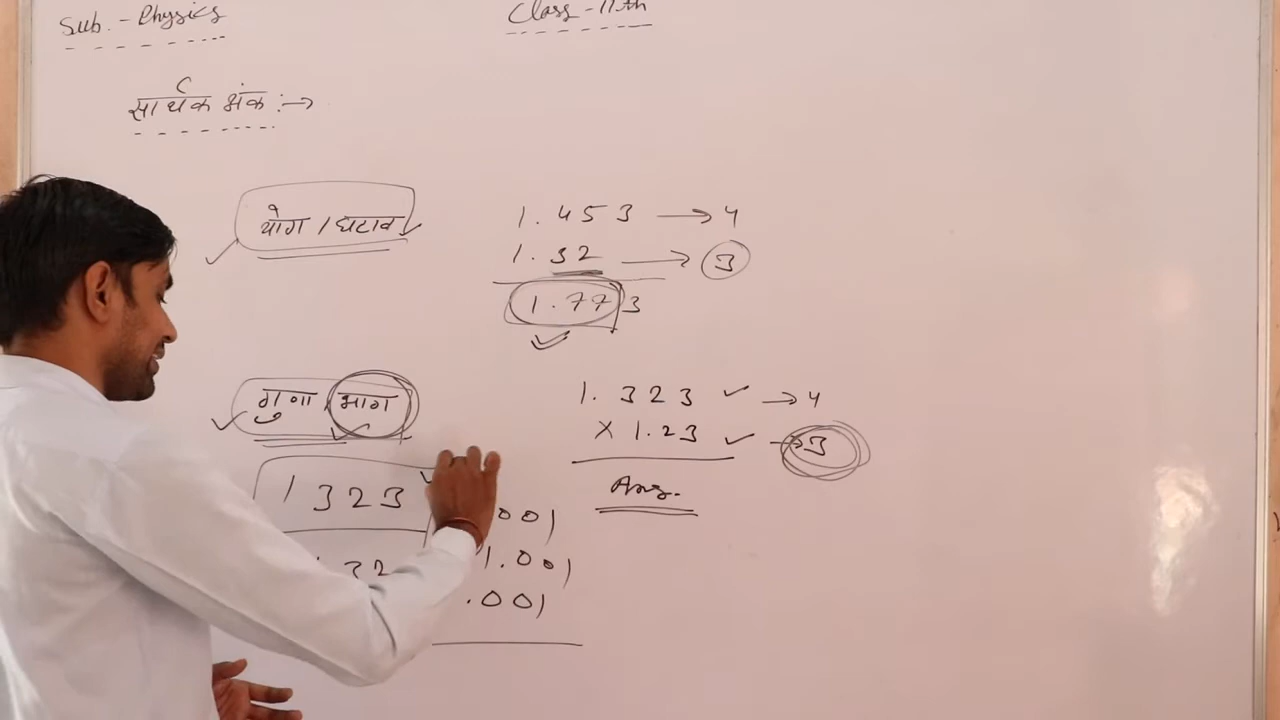 Sub. - Physics
Class - 11th
सार्थक अंक :→
योग / घटाव
1.453 → 4
1.32 → 3
1.773
गुणा / भाग
1.323 → 4
X 1.23 → 3
Ans.
1323
32
001
1.001
.001